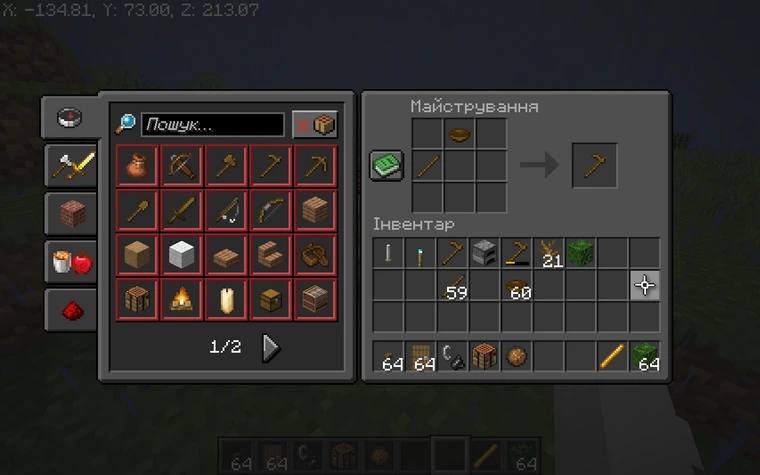 X: -134.81, Y: 73.00, Z: 213.07
Майстрування
Пошук...
Інвентар
21
59
60
1/2
64
64
64
64
64
64